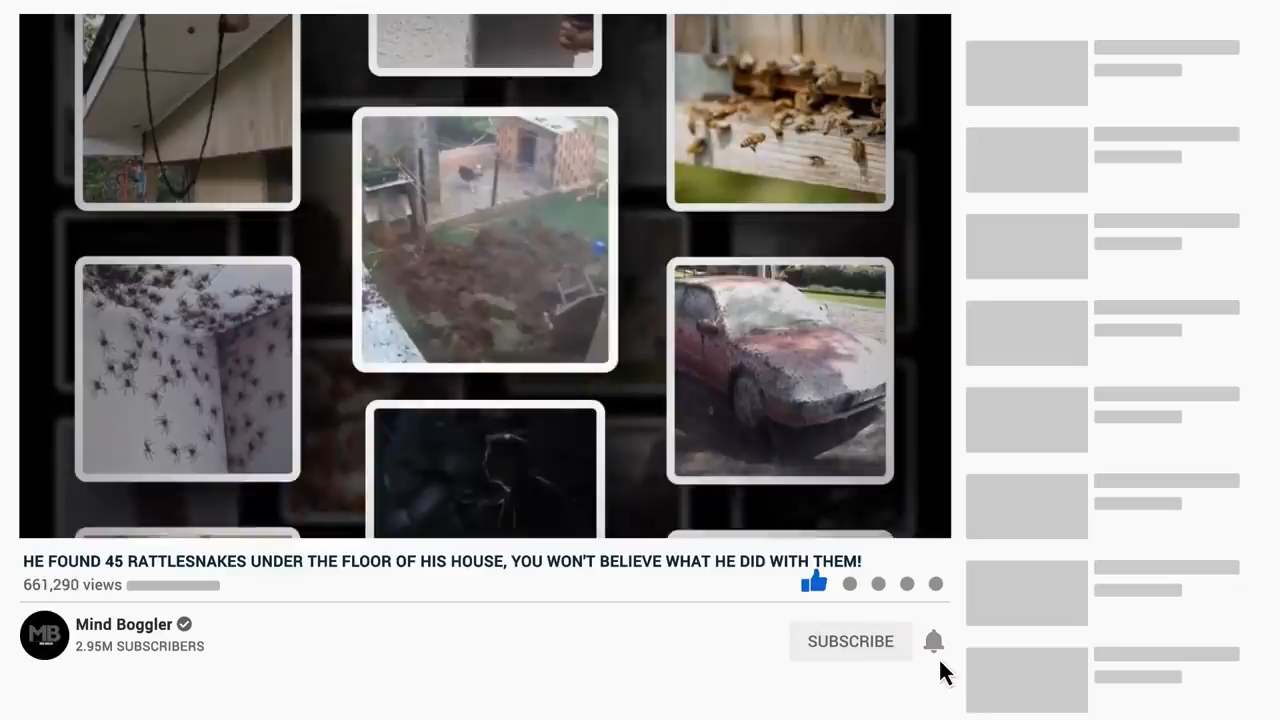 HE FOUND 45 RATTLESNAKES UNDER THE FLOOR OF HIS HOUSE, YOU WON'T BELIEVE WHAT HE DID WITH THEM!
661,290 views
MB
Mind Boggler
2.95M SUBSCRIBERS
SUBSCRIBE